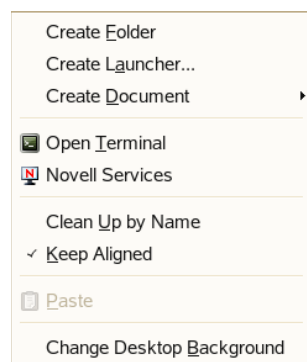 Create Folder
Create Launcher...
Create Document
Open Terminal
N Novell Services
Clean Up by Name
Keep Aligned
Paste
Change Desktop Background